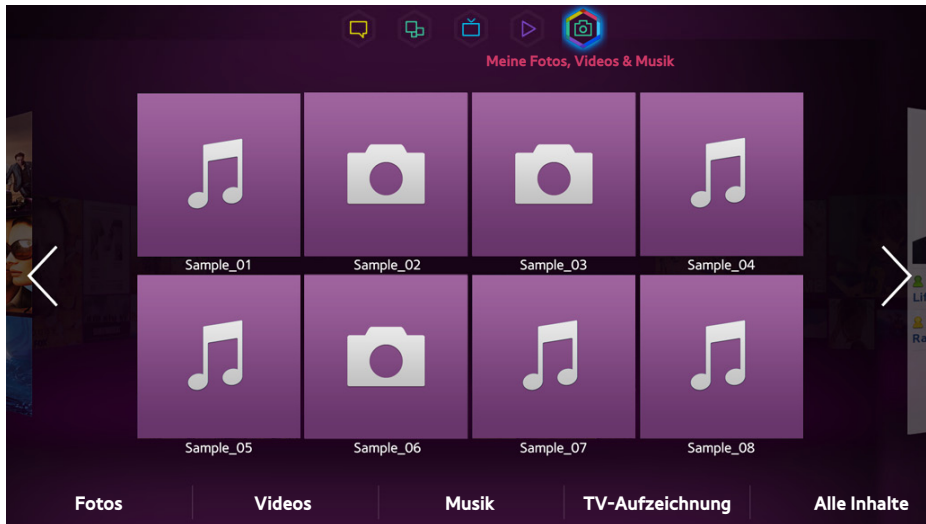 Meine Fotos, Videos & Musik
Sample_01 Sample_02 Sample_03 Sample_04
Sample_05 Sample_06 Sample_07 Sample_08
Fotos Videos Musik TV-Aufzeichnung Alle Inhalte